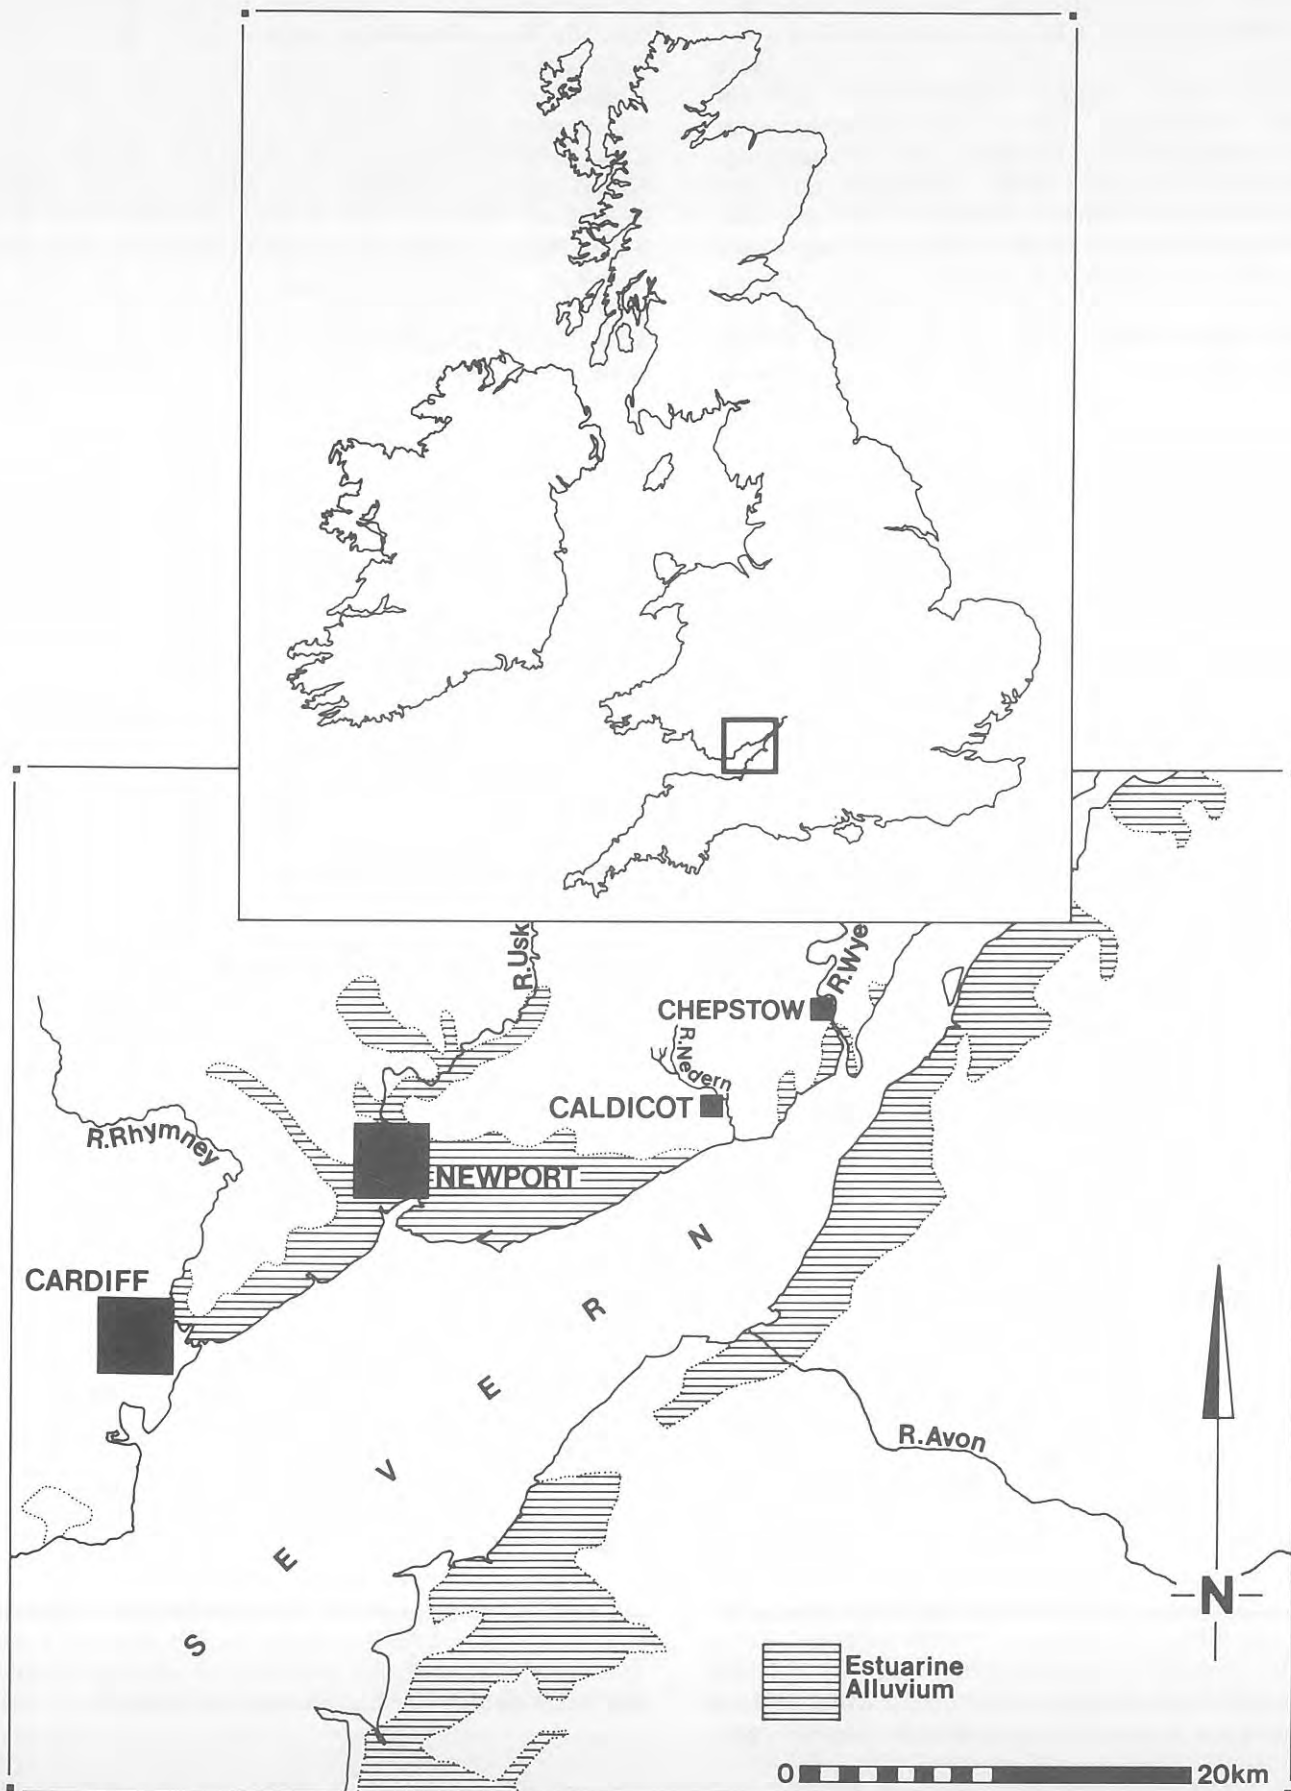 R.Usk
R.Wye
CHEPSTOW
R.Nedern
CALDICOT
R.Rhymney
NEWPORT
CARDIFF
S E V E R N
R.Avon
N
Estuarine
Alluvium
0 20km